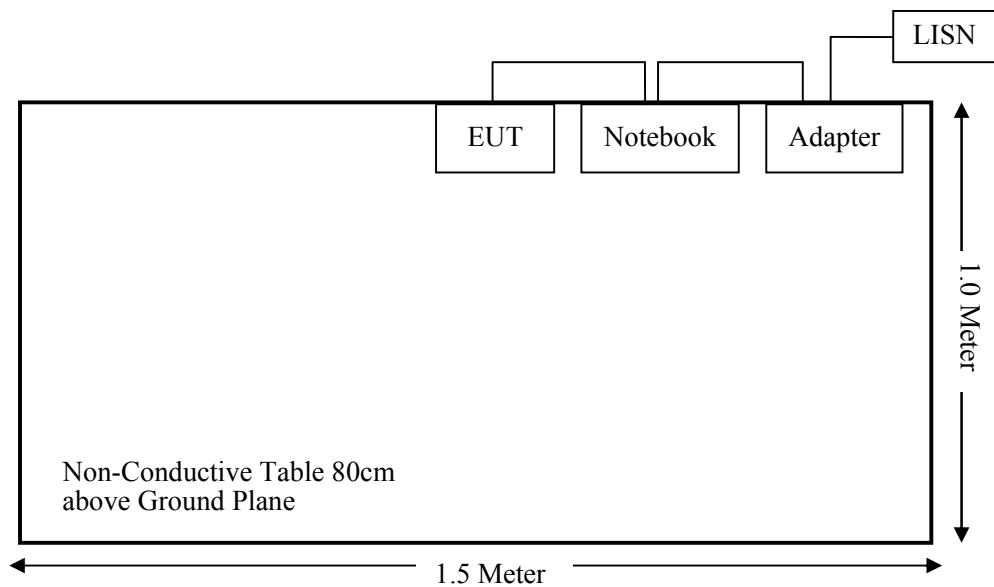 LISN
EUT
Notebook
Adapter
1.0 Meter
Non-Conductive Table 80cm
above Ground Plane
1.5 Meter